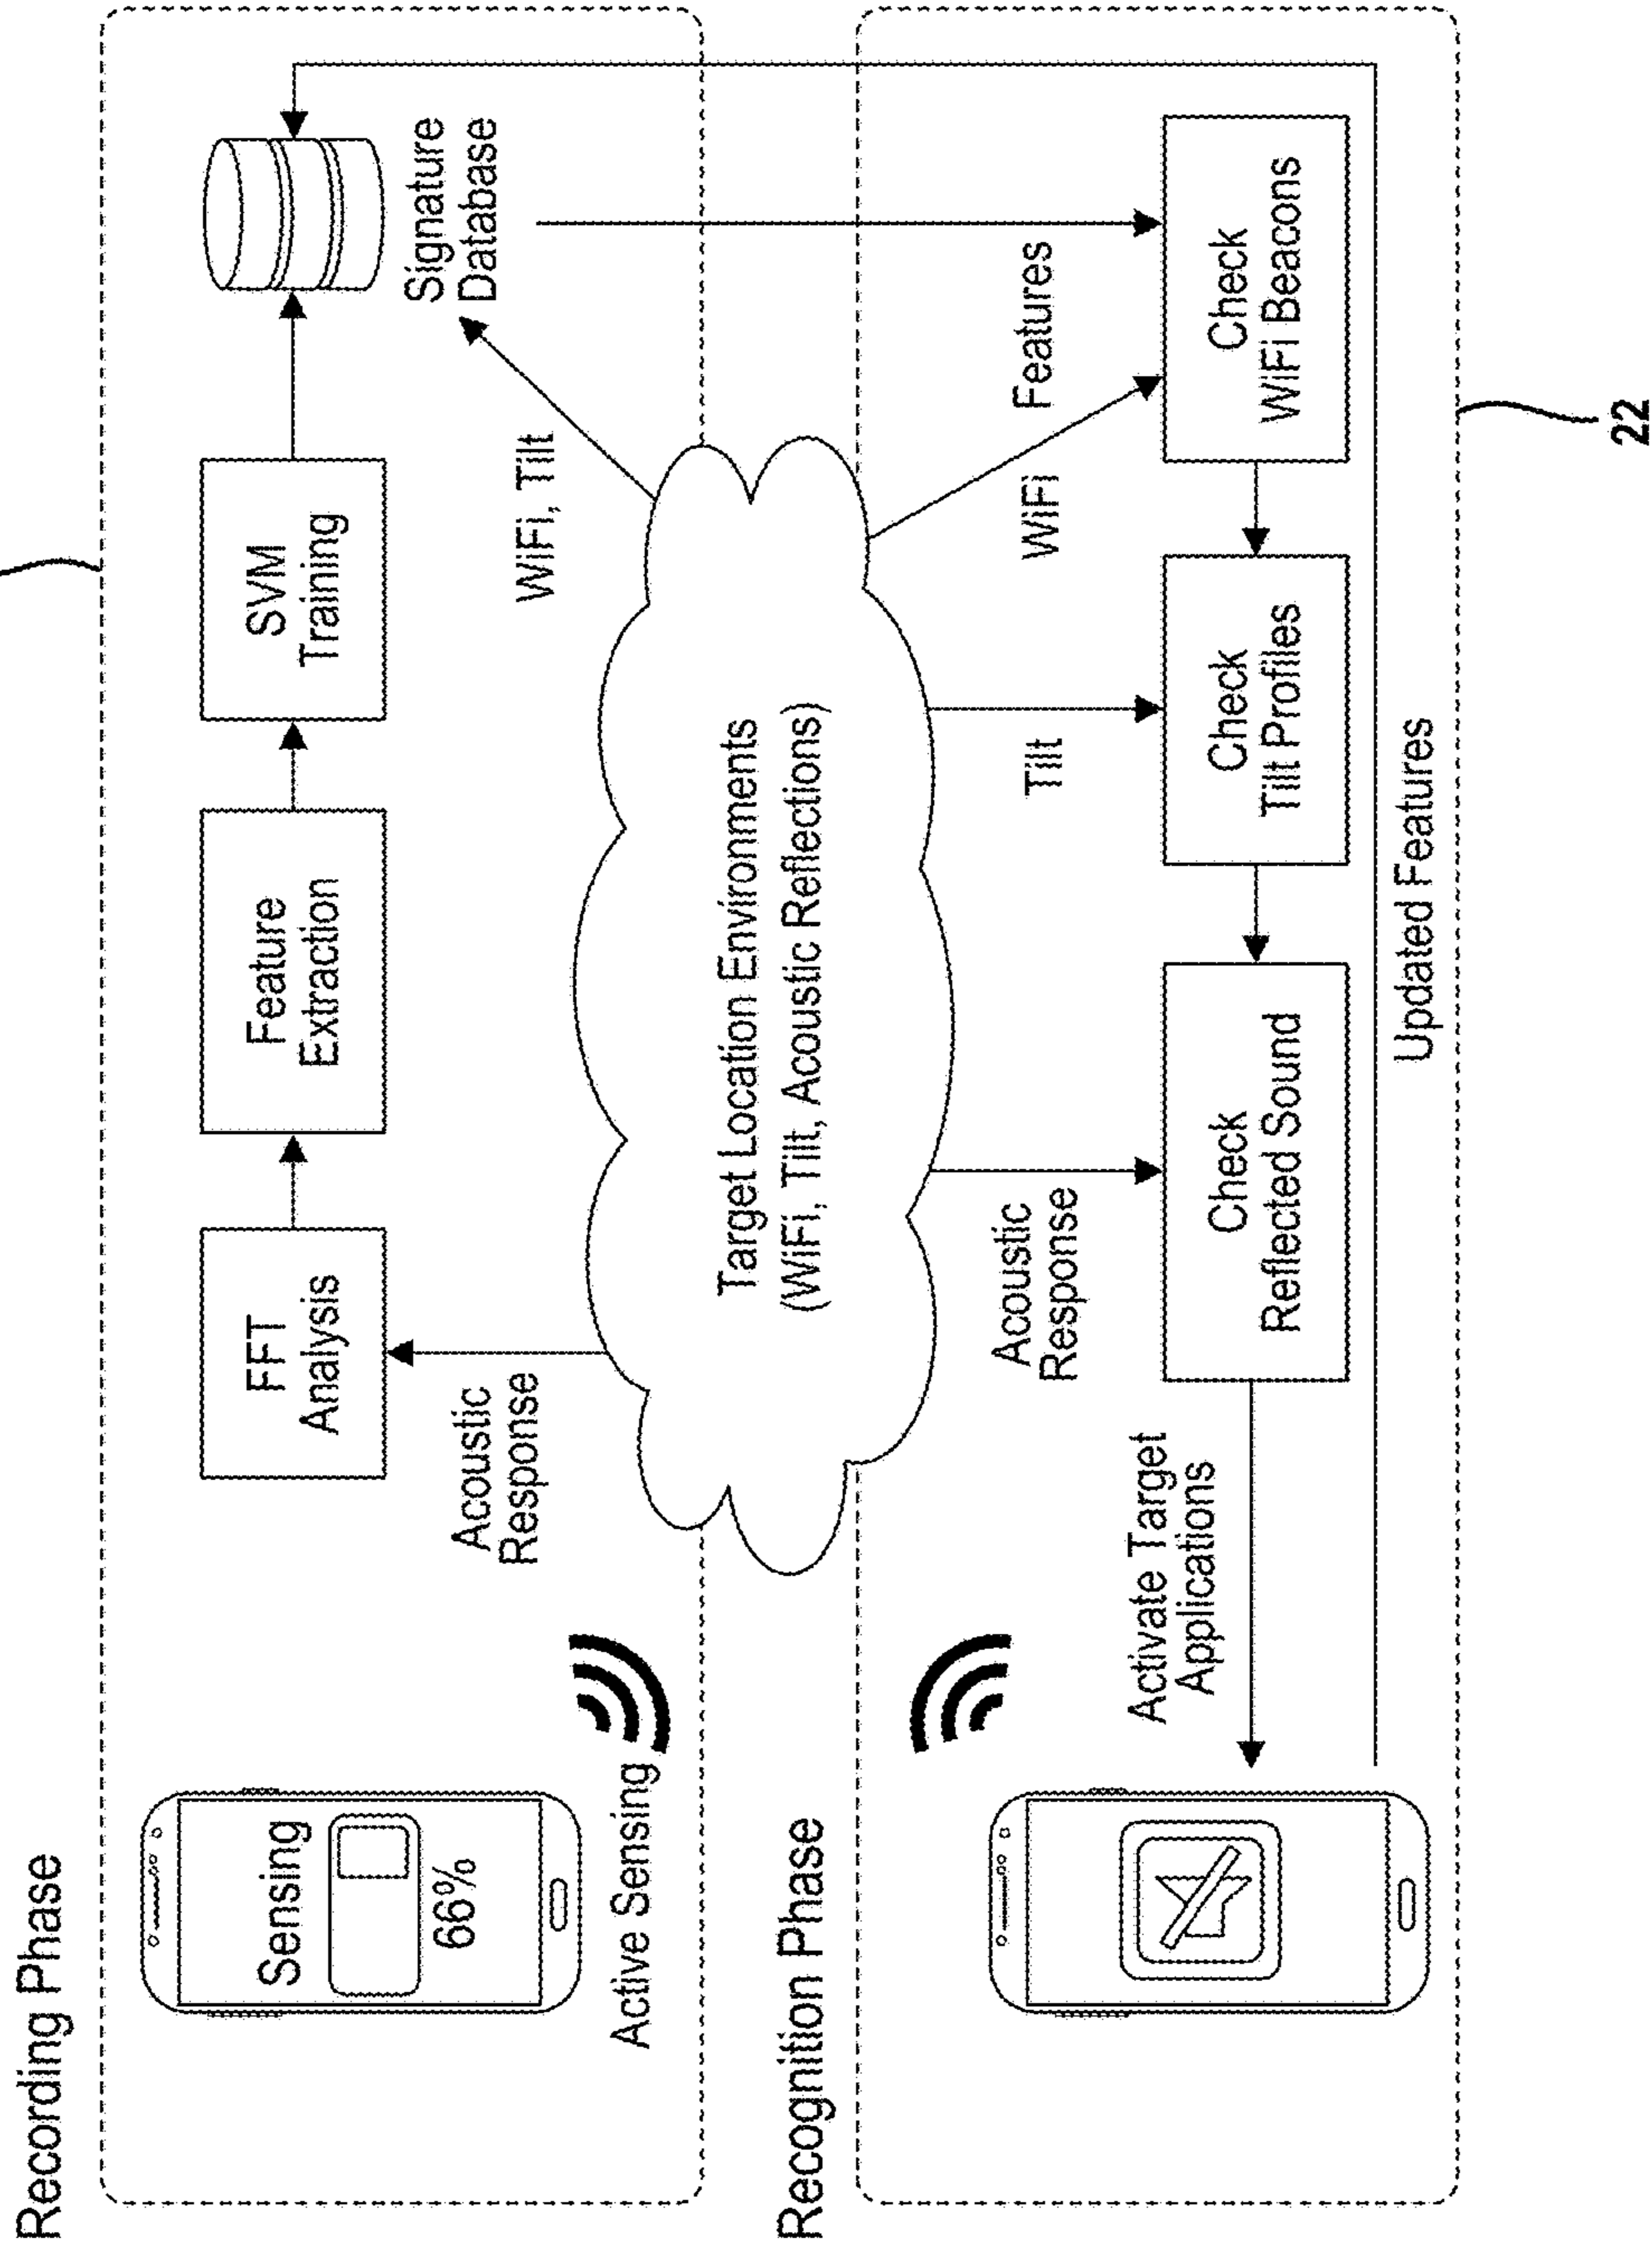 Recording Phase
Sensing
66%
Active Sensing
FFT
Analysis
Feature
Extraction
SVM
Training
Signature
Database
Acoustic
Response
WiFi, Tilt
Target Location Environments
(WiFi, Tilt, Acoustic Reflections)
Recognition Phase
Activate Target
Applications
Acoustic
Response
Tilt
WiFi
Features
Check
Reflected Sound
Check
Tilt Profiles
Check
WiFi Beacons
Updated Features
22